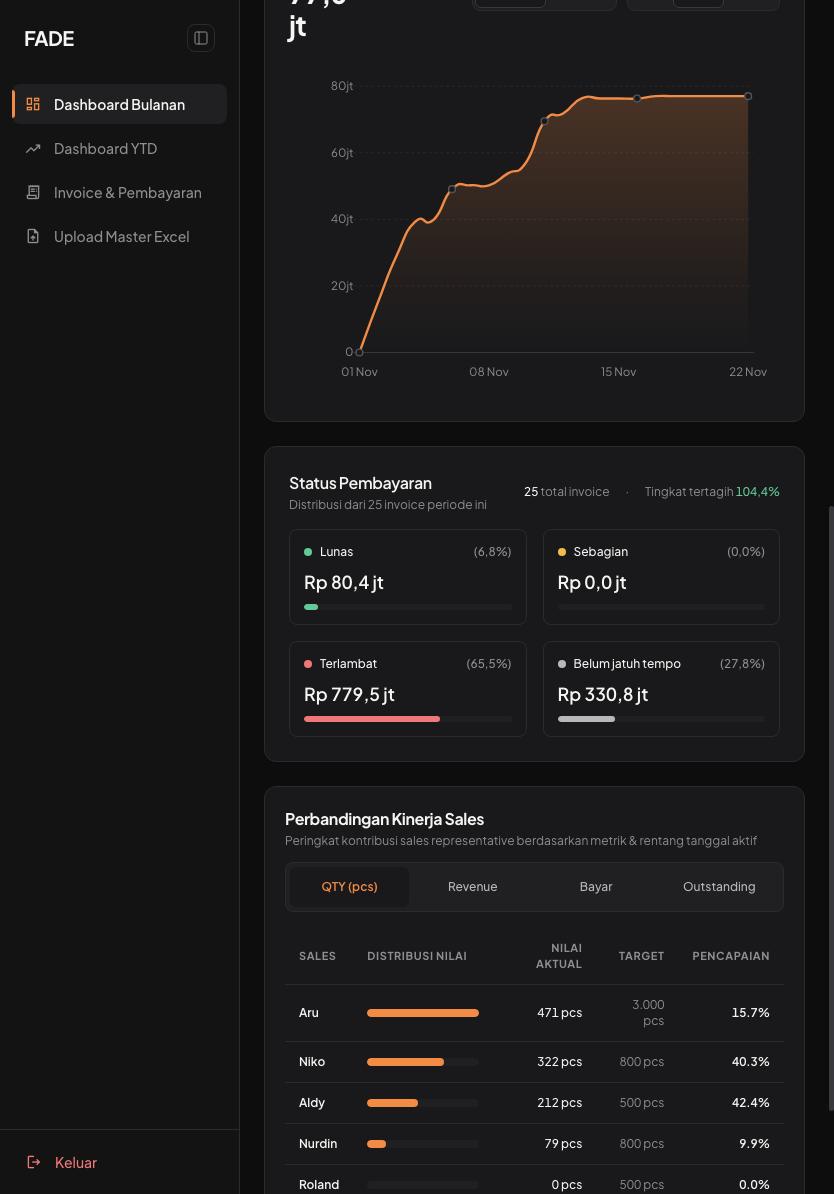 FADE
Dashboard Bulanan
Dashboard YTD
Invoice & Pembayaran
Upload Master Excel
Keluar
jt
80jt
60jt
40jt
20jt
0
01 Nov
08 Nov
15 Nov
22 Nov
Status Pembayaran
Distribusi dari 25 invoice periode ini
25 total invoice · Tingkat tertagih 104,4%
Lunas (6,8%)
Rp 80,4 jt
Sebagian (0,0%)
Rp 0,0 jt
Terlambat (65,5%)
Rp 779,5 jt
Belum jatuh tempo (27,8%)
Rp 330,8 jt
Perbandingan Kinerja Sales
Peringkat kontribusi sales representative berdasarkan metrik & rentang tanggal aktif
QTY (pcs) Revenue Bayar Outstanding
SALES DISTRIBUSI NILAI NILAI AKTUAL TARGET PENCAPAIAN
Aru 471 pcs 3.000 pcs 15.7%
Niko 322 pcs 800 pcs 40.3%
Aldy 212 pcs 500 pcs 42.4%
Nurdin 79 pcs 800 pcs 9.9%
Roland 0 pcs 500 pcs 0.0%